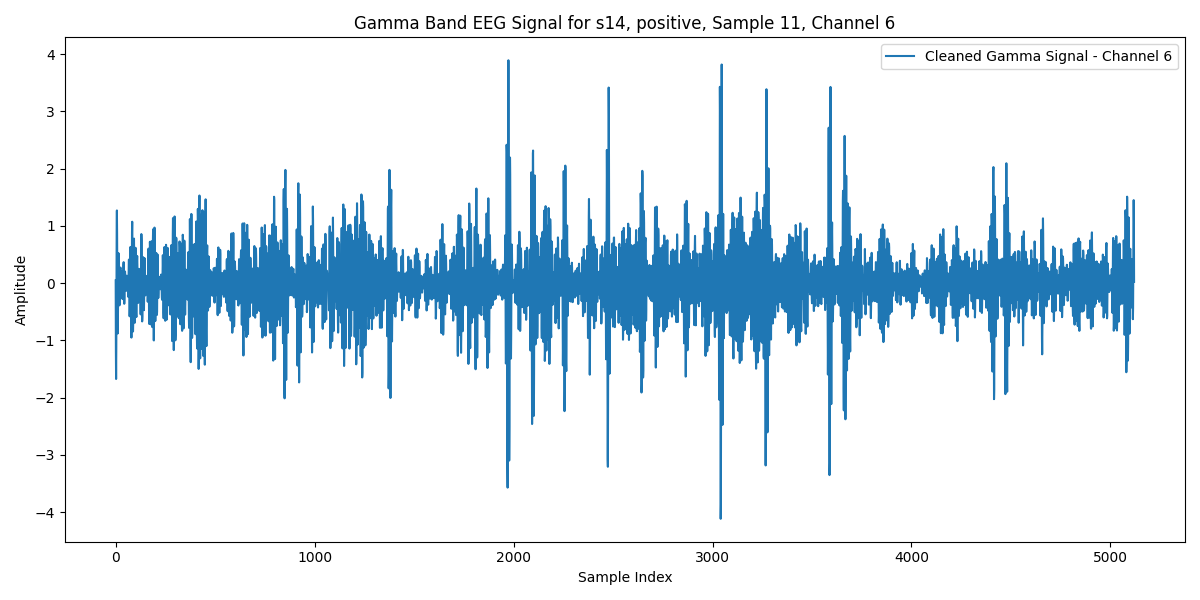 Gamma Band EEG Signal for s14, positive, Sample 11, Channel 6
Cleaned Gamma Signal - Channel 6
4
3
2
1
0
−1
−2
−3
−4
Amplitude
0 1000 2000 3000 4000 5000
Sample Index